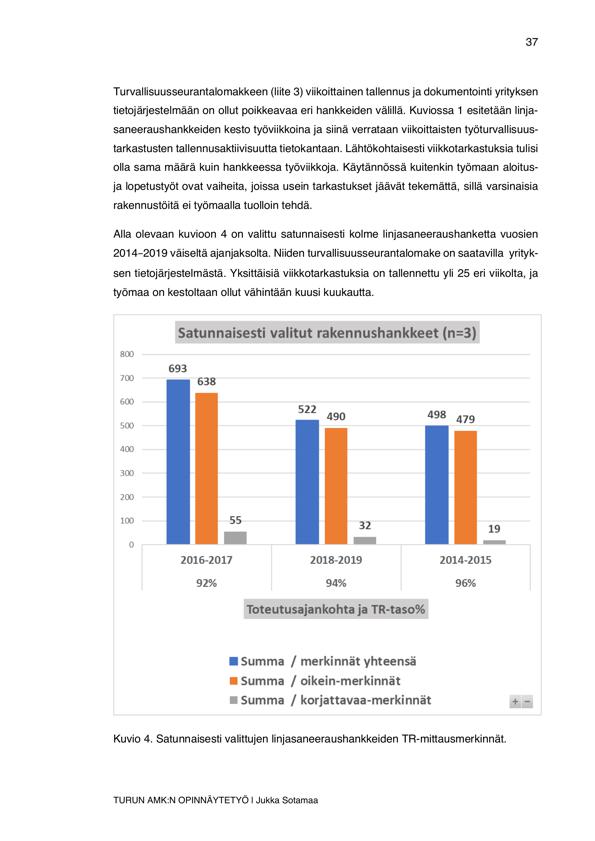 37
Turvallisuusseurantalomakkeen (liite 3) viikoittainen tallennus ja dokumentointi yrityksen
tietojärjestelmään on ollut poikkeavaa eri hankkeiden välillä. Kuviossa 1 esitetään linja-
saneeraushankkeiden kesto työviikkoina ja siinä verrataan viikoittaisten työturvallisuus-
tarkastusten tallennusaktiivisuutta tietokantaan. Lähtökohtaisesti viikkotarkastuksia tulisi
olla sama määrä kuin hankkeessa työviikkoja. Käytännössä kuitenkin työmaan aloitus-
ja lopetustyöt ovat vaiheita, joissa usein tarkastukset jäävät tekemättä, sillä varsinaisia
rakennustöitä ei työmaalla tuolloin tehdä.
Alla olevaan kuvioon 4 on valittu satunnaisesti kolme linjasaneeraushanketta vuosien
2014–2019 väiseltä ajanjaksolta. Niiden turvallisuusseurantalomake on saatavilla yrityk-
sen tietojärjestelmästä. Yksittäisiä viikkotarkastuksia on tallennettu yli 25 eri viikolta, ja
työmaa on kestoltaan ollut vähintään kuusi kuukautta.
Satunnaisesti valitut rakennushankkeet (n=3)
800
700
600
500
400
300
200
100
0
693
638
55
522
490
32
498
479
19
2016-2017 2018-2019 2014-2015
92% 94% 96%
Toteutusajankohta ja TR-taso%
Summa / merkinnät yhteensä
Summa / oikein-merkinnät
Summa / korjattavaa-merkinnät
+ −
Kuvio 4. Satunnaisesti valittujen linjasaneeraushankkeiden TR-mittausmerkinnät.
TURUN AMK:N OPINNÄYTETYÖ | Jukka Sotamaa